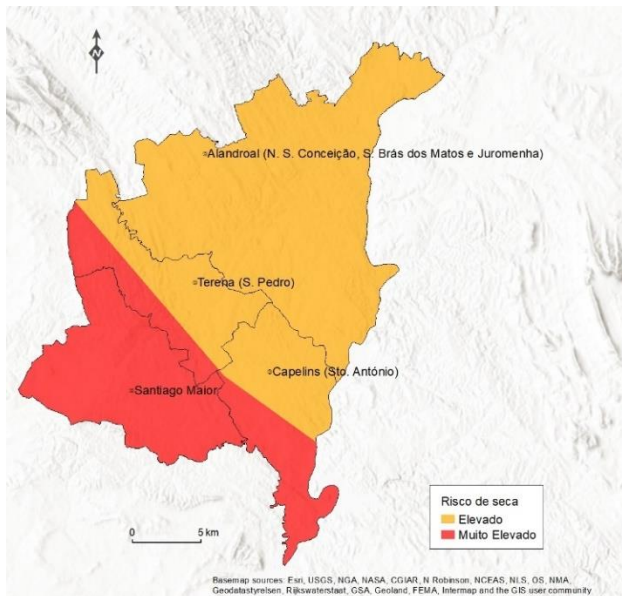 N
Alandroal (N. S. Conceição, S. Brás dos Matos e Juromenha)
Terena (S. Pedro)
Capelins (Sto. António)
Santiago Maior
Risco de seca
Elevado
Muito Elevado
0 5 km
Basemap sources: Esri, USGS, NGA, NASA, CGIAR, N Robinson, NCEAS, NLS, OS, NMA,
Geodatastyrelsen, Rijkswaterstaat, GSA, Geoland, FEMA, Intermap and the GIS user community